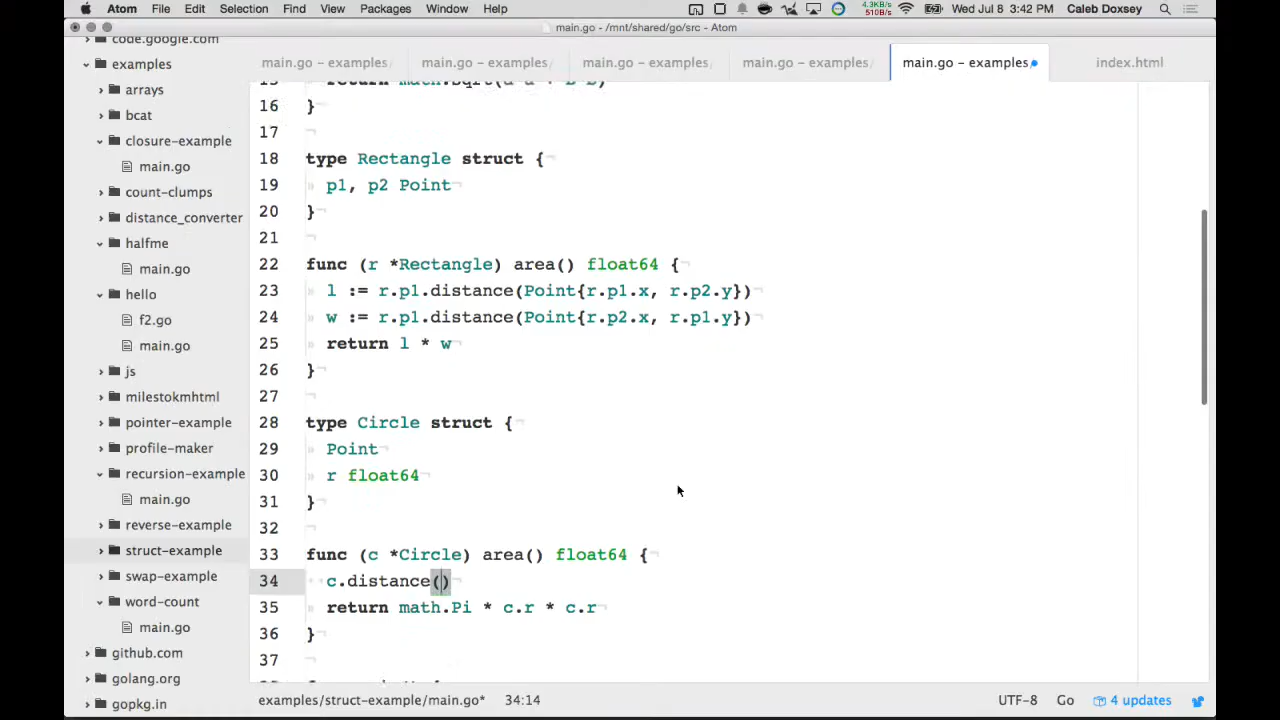 Atom File Edit Selection Find View Packages Window Help 4.3KB/s 510B/s Wed Jul 8 3:42 PM Caleb Doxsey
main.go - /mnt/shared/go/src - Atom
main.go – examples main.go – examples main.go – examples main.go – examples main.go – examples index.html
code.google.com
examples
arrays
bcat
closure-example
main.go
count-clumps
distance_converter
halfme
main.go
hello
f2.go
main.go
js
milestokmhtml
pointer-example
profile-maker
recursion-example
main.go
reverse-example
struct-example
swap-example
word-count
main.go
github.com
golang.org
gopkg.in
16 }
17
18 type Rectangle struct {
19 p1, p2 Point
20 }
21
22 func (r *Rectangle) area() float64 {
23 l := r.p1.distance(Point{r.p1.x, r.p2.y})
24 w := r.p1.distance(Point{r.p2.x, r.p1.y})
25 return l * w
26 }
27
28 type Circle struct {
29 Point
30 r float64
31 }
32
33 func (c *Circle) area() float64 {
34 c.distance()
35 return math.Pi * c.r * c.r
36 }
37
examples/struct-example/main.go* 34:14 UTF-8 Go 4 updates